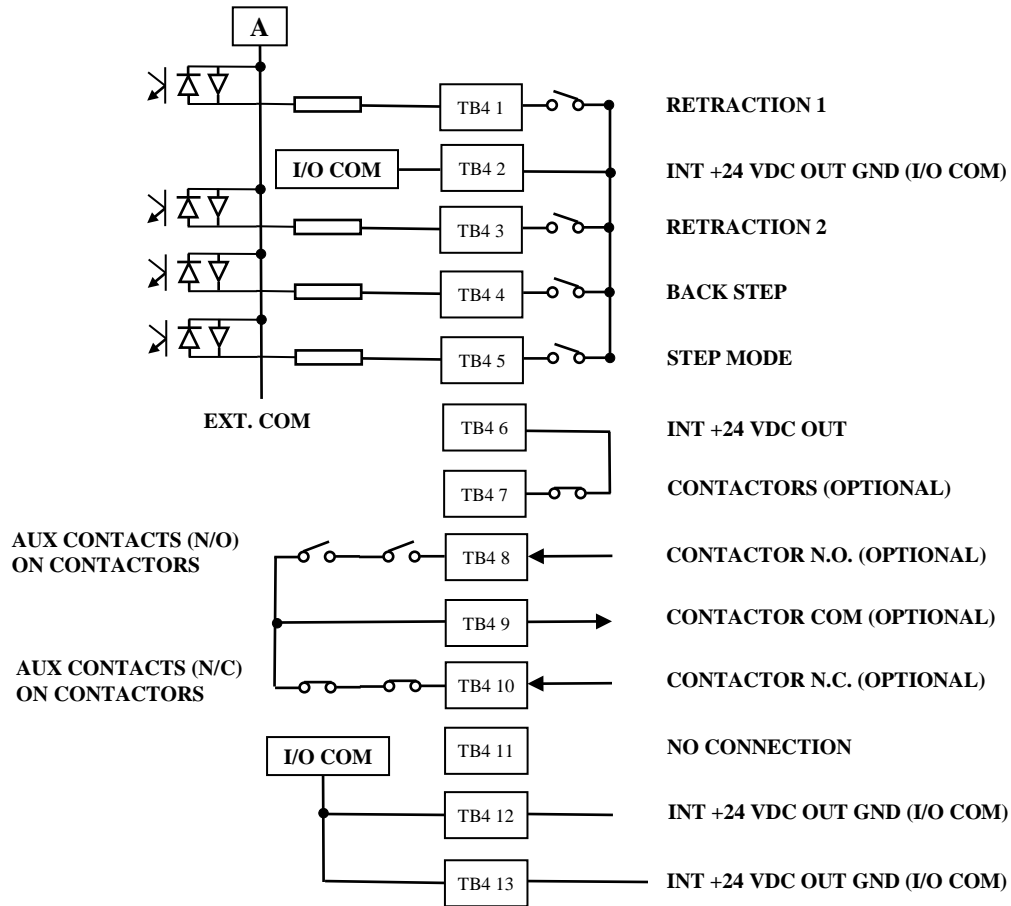 A
TB4 1
RETRACTION 1
I/O COM
TB4 2
INT +24 VDC OUT GND (I/O COM)
TB4 3
RETRACTION 2
TB4 4
BACK STEP
TB4 5
STEP MODE
EXT. COM
TB4 6
INT +24 VDC OUT
TB4 7
CONTACTORS (OPTIONAL)
AUX CONTACTS (N/O)
ON CONTACTORS
TB4 8
CONTACTOR N.O. (OPTIONAL)
TB4 9
CONTACTOR COM (OPTIONAL)
AUX CONTACTS (N/C)
ON CONTACTORS
TB4 10
CONTACTOR N.C. (OPTIONAL)
TB4 11
NO CONNECTION
I/O COM
TB4 12
INT +24 VDC OUT GND (I/O COM)
TB4 13
INT +24 VDC OUT GND (I/O COM)